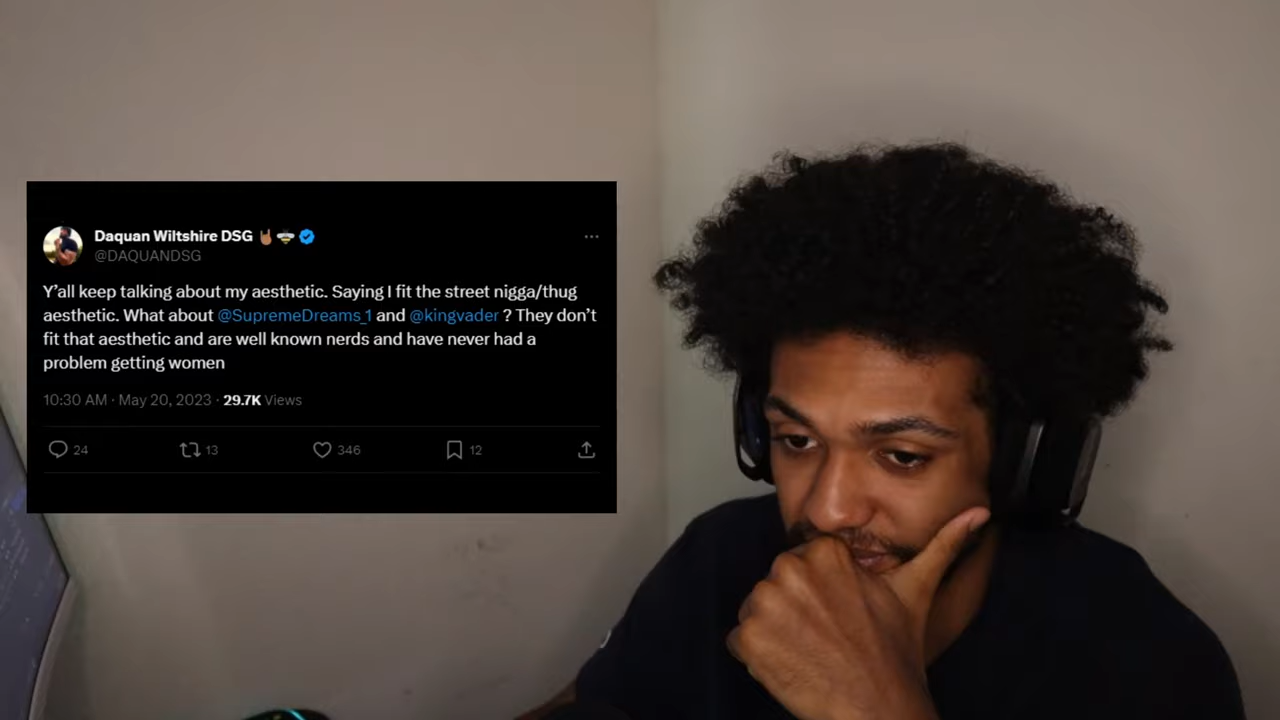 Daquan Wiltshire DSG
@DAQUANDSG
Y'all keep talking about my aesthetic. Saying I fit the street nigga/thug
aesthetic. What about @SupremeDreams_1 and @kingvader ? They don't
fit that aesthetic and are well known nerds and have never had a
problem getting women
10:30 AM · May 20, 2023 · 29.7K Views
24 13 346 12